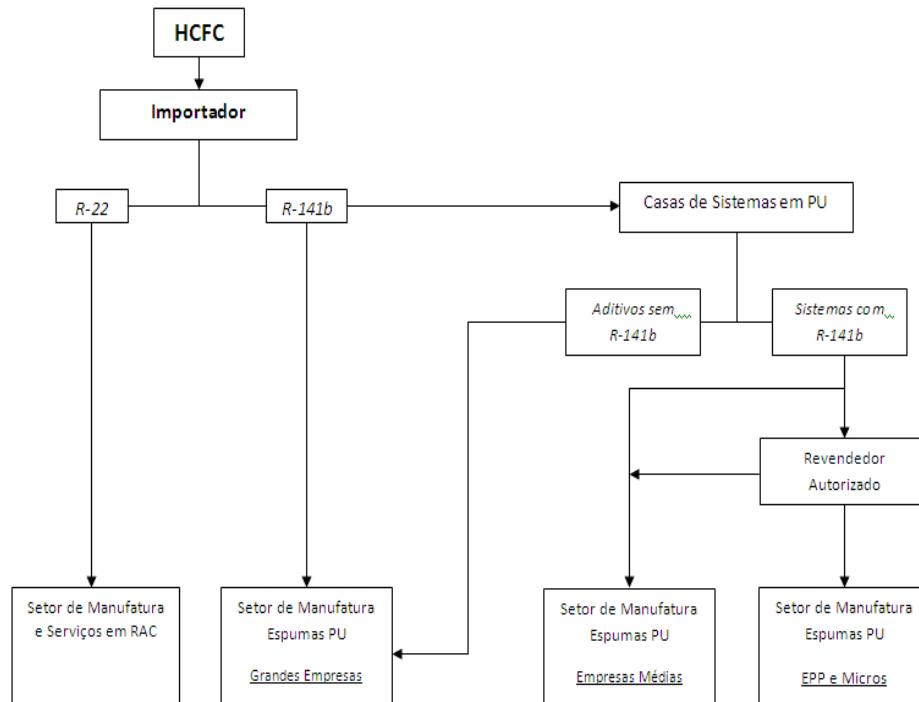 HCFC
Importador
R-22
R-141b
Casas de Sistemas em PU
Aditivos sem
R-141b
Sistemas com
R-141b
Revendedor
Autorizado
Setor de Manufatura
e Serviços em RAC
Setor de Manufatura
Espumas PU
Grandes Empresas
Setor de Manufatura
Espumas PU
Empresas Médias
Setor de Manufatura
Espumas PU
EPP e Micros